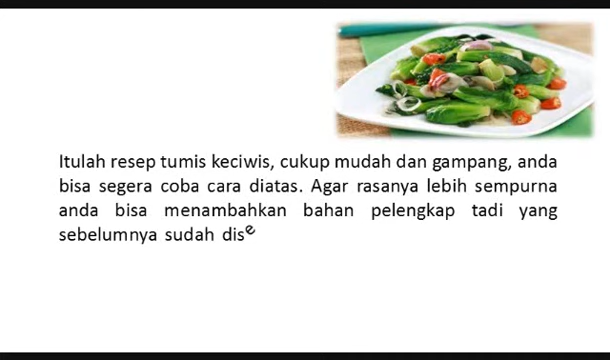 Itulah resep tumis keciwis, cukup mudah dan gampang, anda
bisa segera coba cara diatas. Agar rasanya lebih sempurna
anda bisa menambahkan bahan pelengkap tadi yang
sebelumnya sudah dise